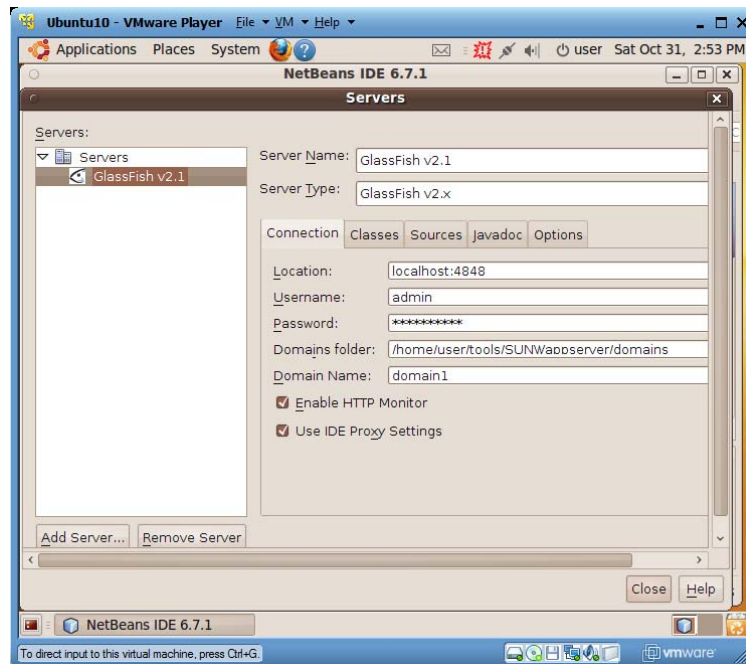 Ubuntu10 - VMware Player File VM Help
Applications Places System user Sat Oct 31, 2:53 PM
NetBeans IDE 6.7.1
Servers
Servers:
Servers
GlassFish v2.1
Server Name: GlassFish v2.1
Server Type: GlassFish v2.x
Connection Classes Sources Javadoc Options
Location: localhost:4848
Username: admin
Password: **********
Domains folder: /home/user/tools/SUNWappserver/domains
Domain Name: domain1
Enable HTTP Monitor
Use IDE Proxy Settings
Add Server... Remove Server
Close Help
NetBeans IDE 6.7.1
To direct input to this virtual machine, press Ctrl+G.
vmware